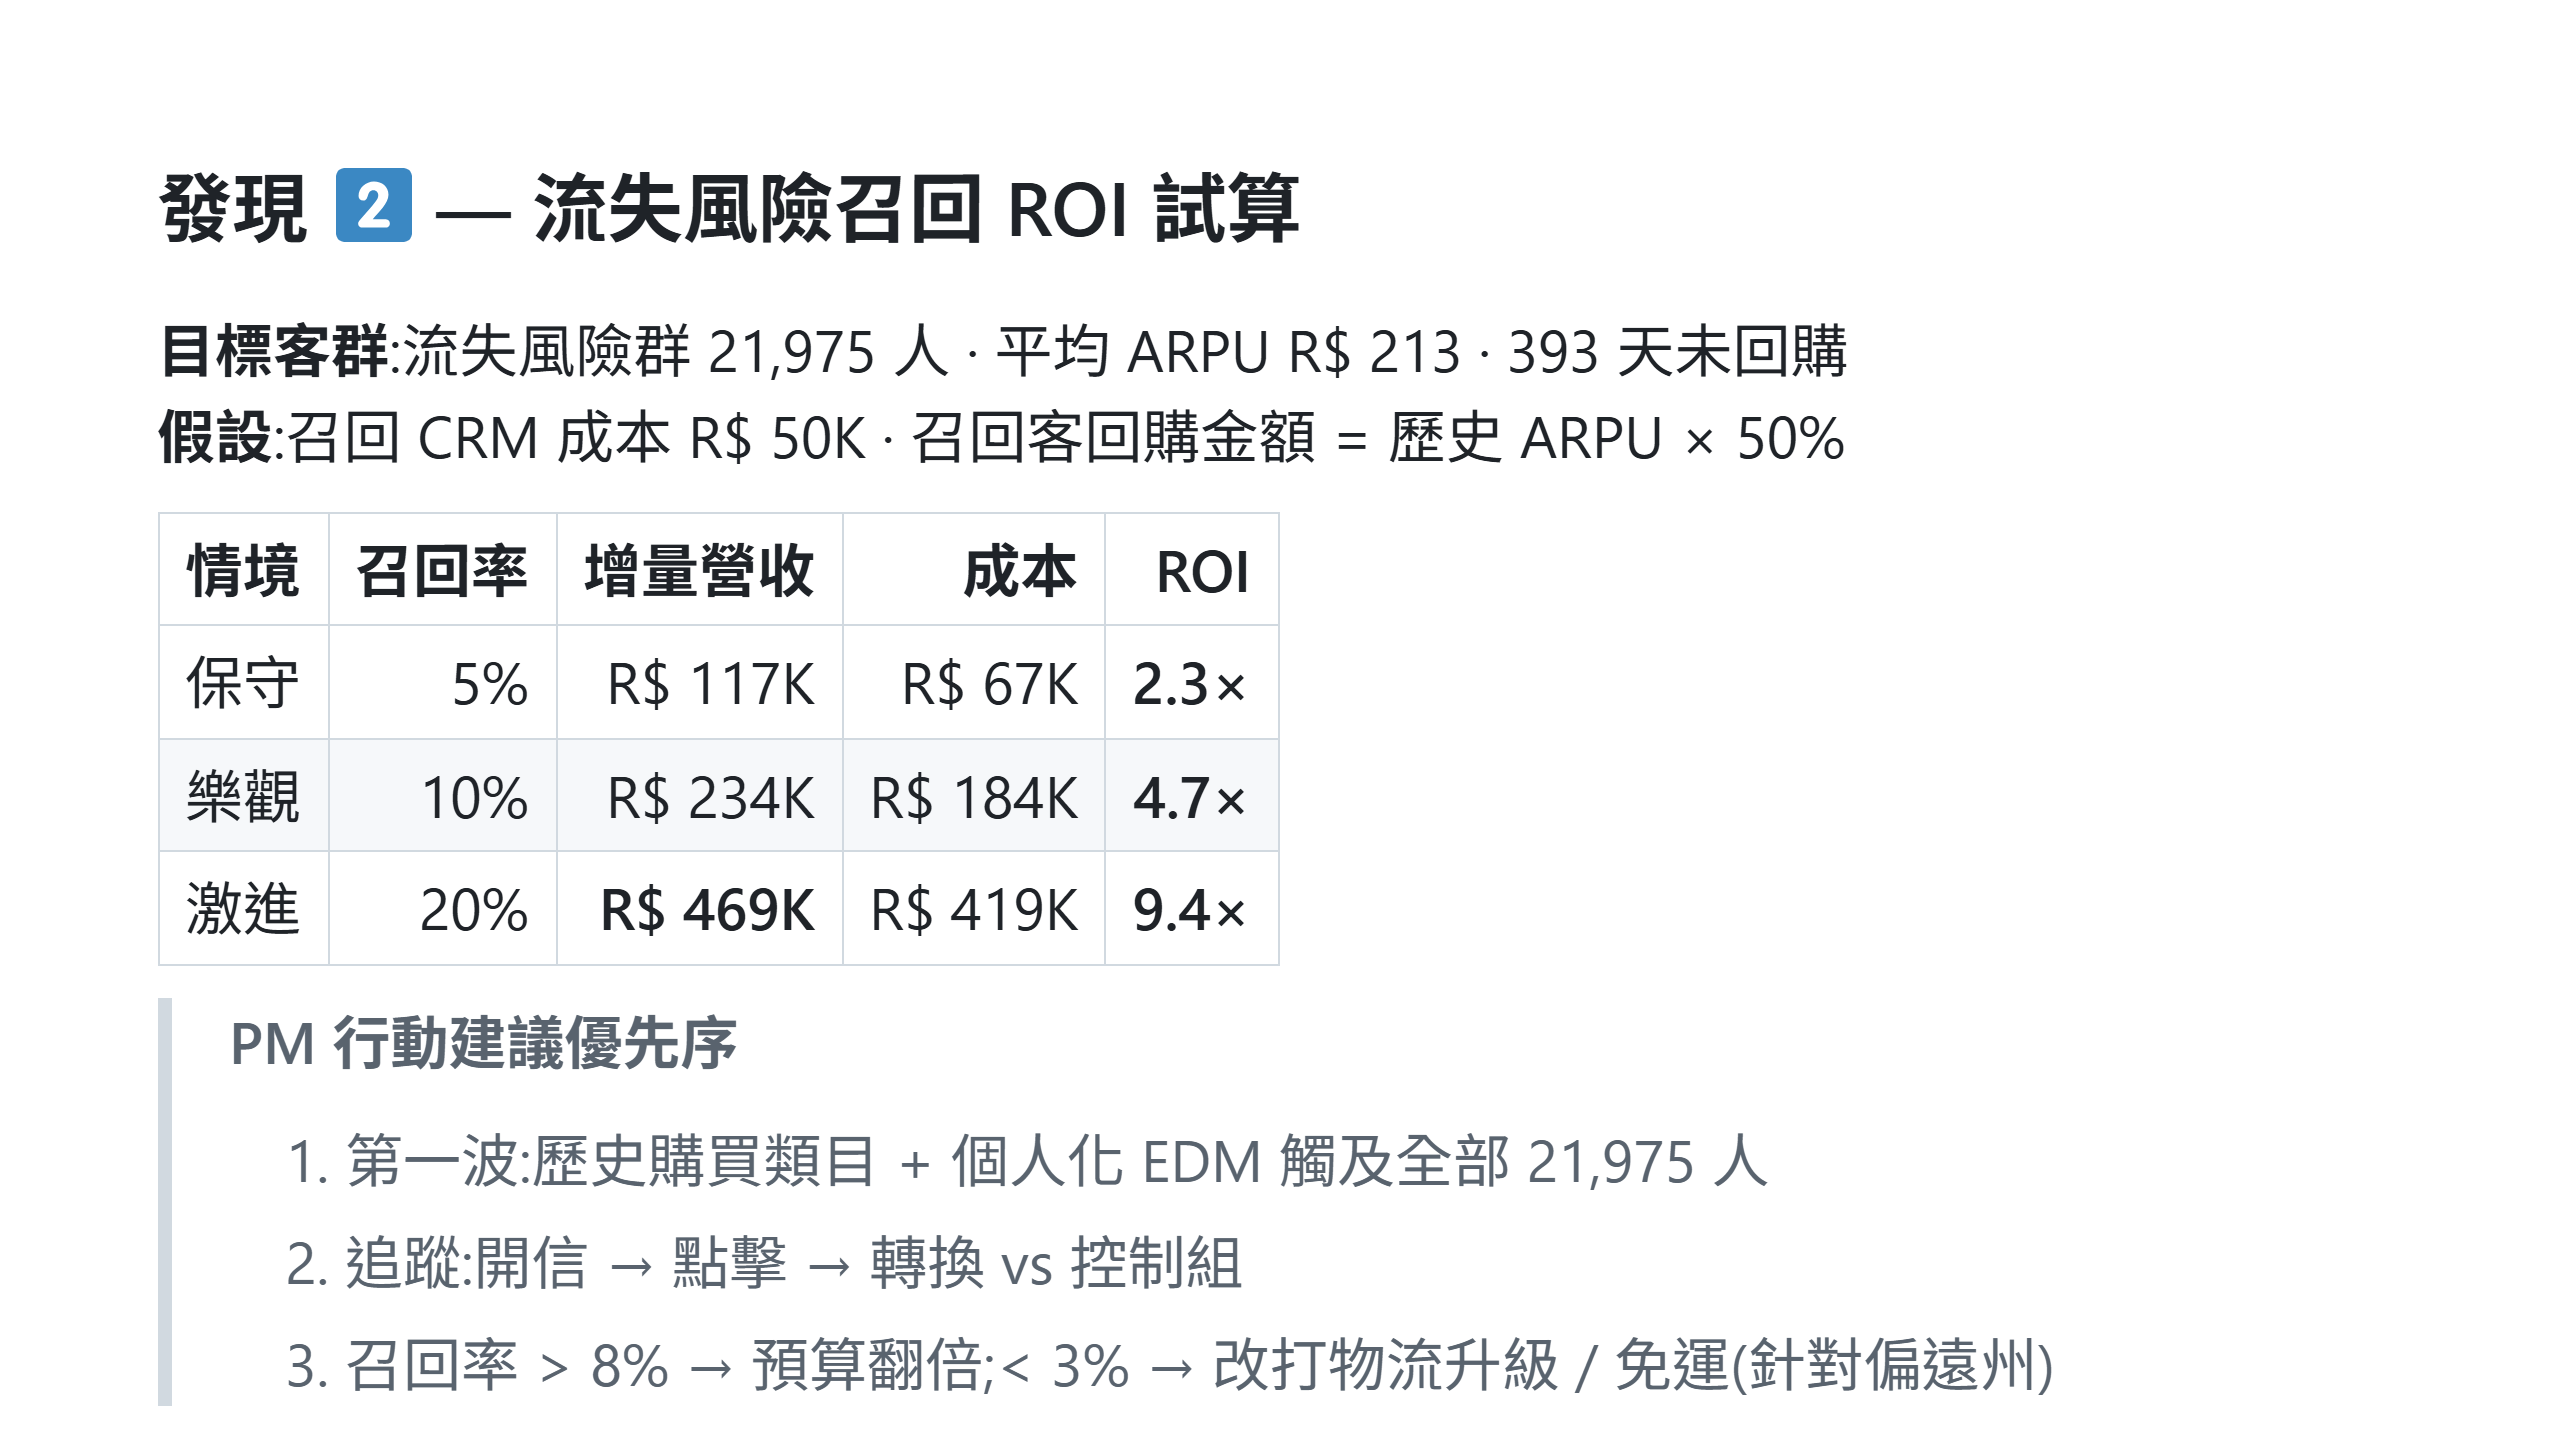 發現 2️⃣ — 流失風險召回 ROI 試算
目標客群:流失風險群 21,975 人 · 平均 ARPU R$ 213 · 393 天未回購
假設:召回 CRM 成本 R$ 50K · 召回客回購金額 = 歷史 ARPU × 50%
情境 召回率 增量營收 成本 ROI
保守 5% R$ 117K R$ 67K 2.3×
樂觀 10% R$ 234K R$ 184K 4.7×
激進 20% R$ 469K R$ 419K 9.4×
PM 行動建議優先序
1. 第一波:歷史購買類目 + 個人化 EDM 觸及全部 21,975 人
2. 追蹤:開信 → 點擊 → 轉換 vs 控制組
3. 召回率 > 8% → 預算翻倍;< 3% → 改打物流升級 / 免運(針對偏遠州)